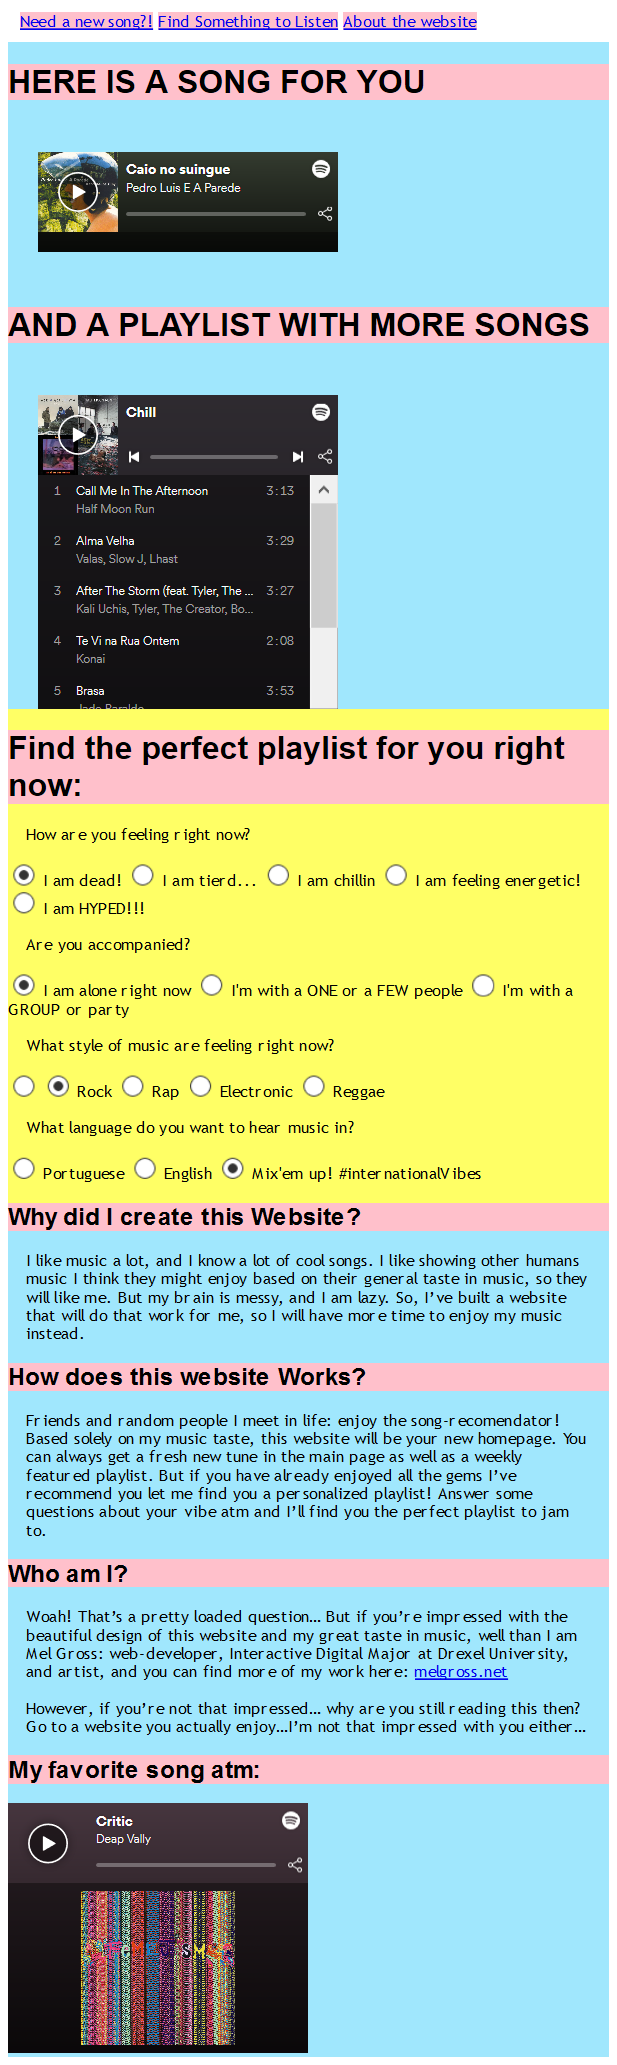 Need a new song?! Find Something to Listen About the website
HERE IS A SONG FOR YOU
Caio no suingue
Pedro Luis E A Parede
AND A PLAYLIST WITH MORE SONGS
Chill
1 Call Me In The Afternoon 3:13
Half Moon Run
2 Alma Velha 3:29
Valas, Slow J, Lhast
3 After The Storm (feat. Tyler, The ... 3:27
Kali Uchis, Tyler, The Creator, Bo...
4 Te Vi na Rua Ontem 2:08
Konai
5 Brasa 3:53
Find the perfect playlist for you right
now:
How are you feeling right now?
I am dead! I am tierd... I am chillin I am feeling energetic!
I am HYPED!!!
Are you accompanied?
I am alone right now I'm with a ONE or a FEW people I'm with a
GROUP or party
What style of music are feeling right now?
Rock Rap Electronic Reggae
What language do you want to hear music in?
Portuguese English Mix'em up! #internationalVibes
Why did I create this Website?
I like music a lot, and I know a lot of cool songs. I like showing other humans
music I think they might enjoy based on their general taste in music, so they
will like me. But my brain is messy, and I am lazy. So, I’ve built a website
that will do that work for me, so I will have more time to enjoy my music
instead.
How does this website Works?
Friends and random people I meet in life: enjoy the song-recomendator!
Based solely on my music taste, this website will be your new homepage. You
can always get a fresh new tune in the main page as well as a weekly
featured playlist. But if you have already enjoyed all the gems I’ve
recommend you let me find you a personalized playlist! Answer some
questions about your vibe atm and I’ll find you the perfect playlist to jam
to.
Who am I?
Woah! That’s a pretty loaded question… But if you’re impressed with the
beautiful design of this website and my great taste in music, well than I am
Mel Gross: web-developer, Interactive Digital Major at Drexel University,
and artist, and you can find more of my work here: melgross.net
However, if you’re not that impressed… why are you still reading this then?
Go to a website you actually enjoy…I’m not that impressed with you either…
My favorite song atm:
Critic
Deap Vally